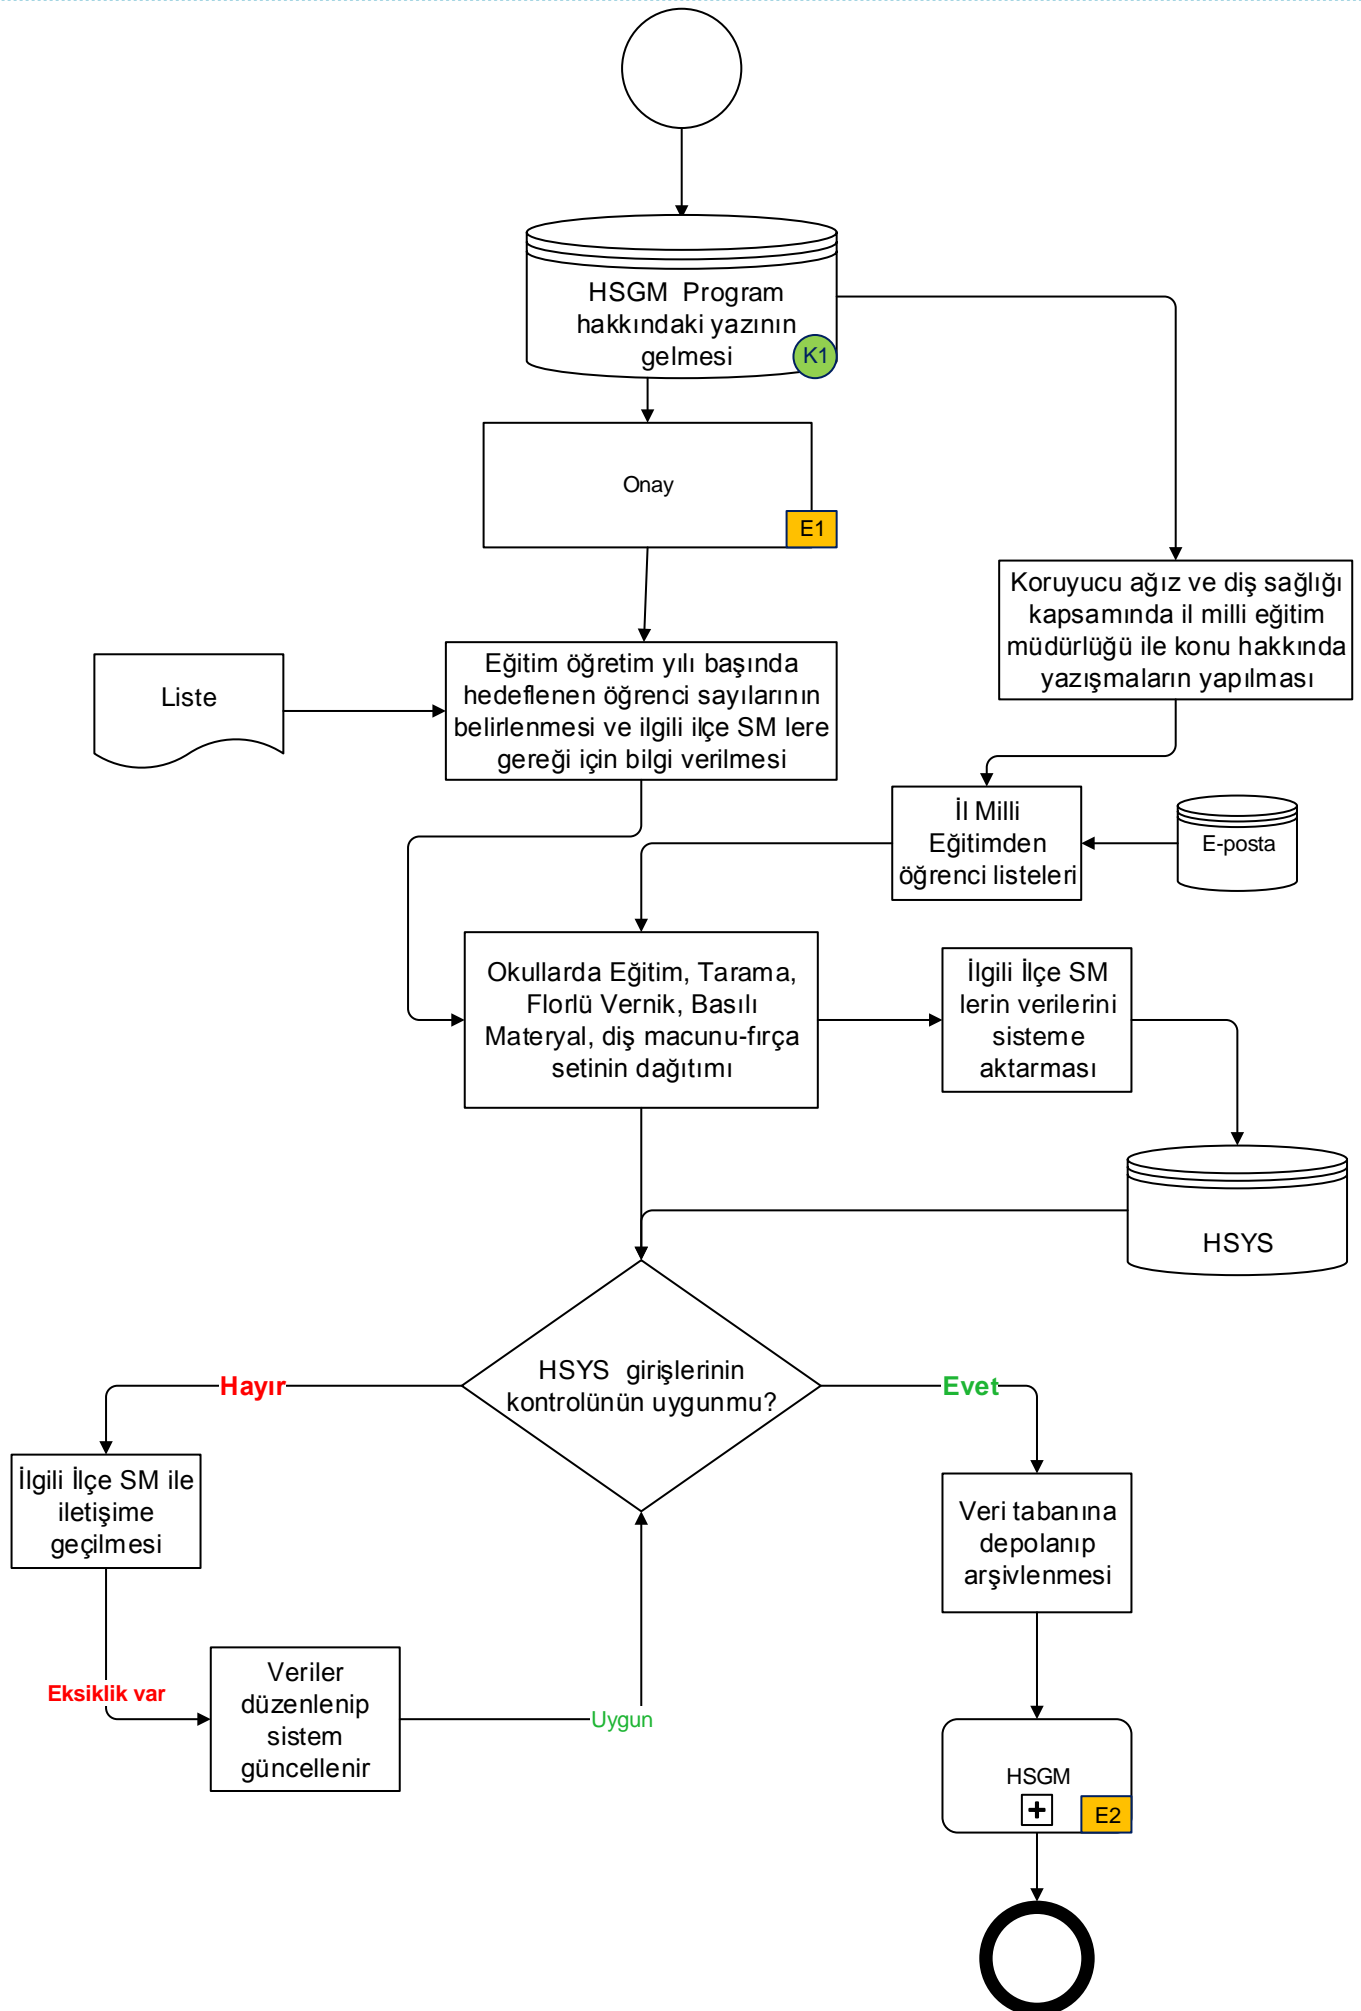 HSGM  Program
hakkındaki yazının
gelmesi
K1
Onay
E1
Koruyucu ağız ve diş sağlığı
kapsamında il milli eğitim
müdürlüğü ile konu hakkında
yazışmaların yapılması
Liste
Eğitim öğretim yılı başında
hedeflenen öğrenci sayılarının
belirlenmesi ve ilgili ilçe SM lere
gereği için bilgi verilmesi
İl Milli
Eğitimden
öğrenci listeleri
E-posta
Okullarda Eğitim, Tarama,
Florlü Vernik, Basılı
Materyal, diş macunu-fırça
setinin dağıtımı
İlgili İlçe SM
lerin verilerini
sisteme
aktarması
HSYS
HSYS  girişlerinin
kontrolünün uygunmu?
Hayır
Evet
İlgili İlçe SM ile
iletişime
geçilmesi
Veri tabanına
depolanıp
arşivlenmesi
Eksiklik var
Veriler
düzenlenip
sistem
güncellenir
Uygun
HSGM
E2